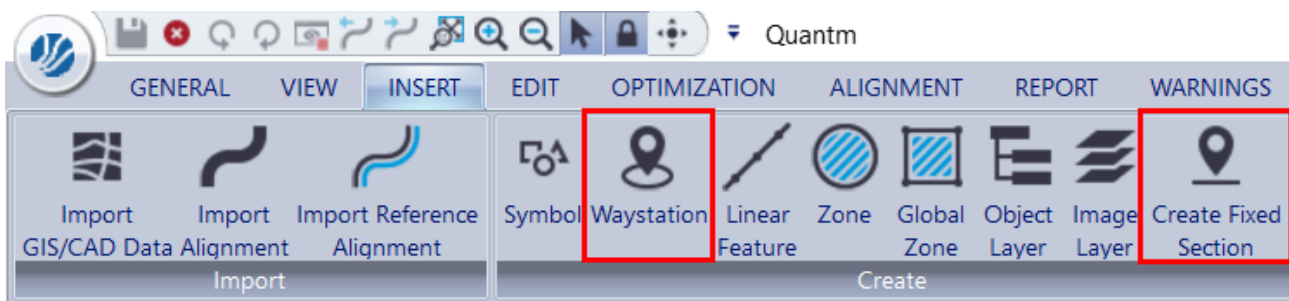 Quantm
GENERAL VIEW INSERT EDIT OPTIMIZATION ALIGNMENT REPORT WARNINGS
Import Import Import Reference Symbol Waystation Linear Zone Global Object Image Create Fixed
GIS/CAD Data Alignment Alignment Feature Zone Layer Layer Section
Import Create